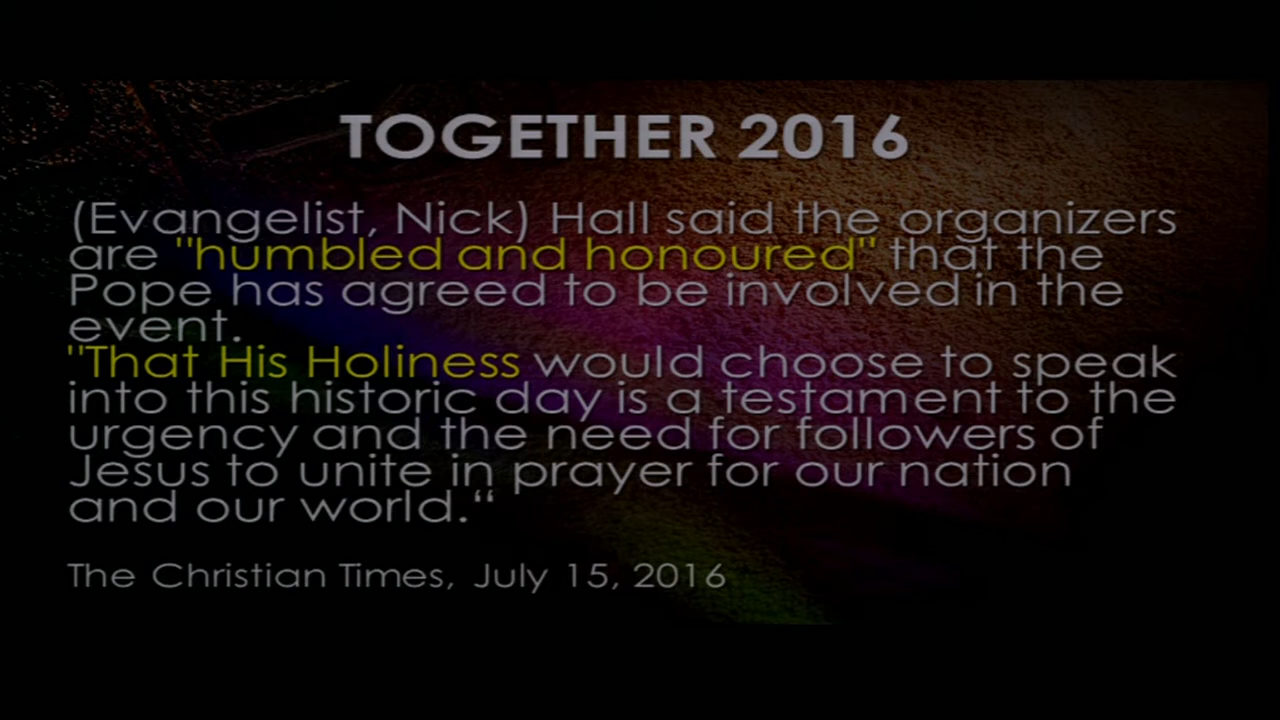 TOGETHER 2016
(Evangelist, Nick) Hall said the organizers
are "humbled and honoured" that the
Pope has agreed to be involved in the
event.
"That His Holiness would choose to speak
into this historic day is a testament to the
urgency and the need for followers of
Jesus to unite in prayer for our nation
and our world.“
The Christian Times, July 15, 2016